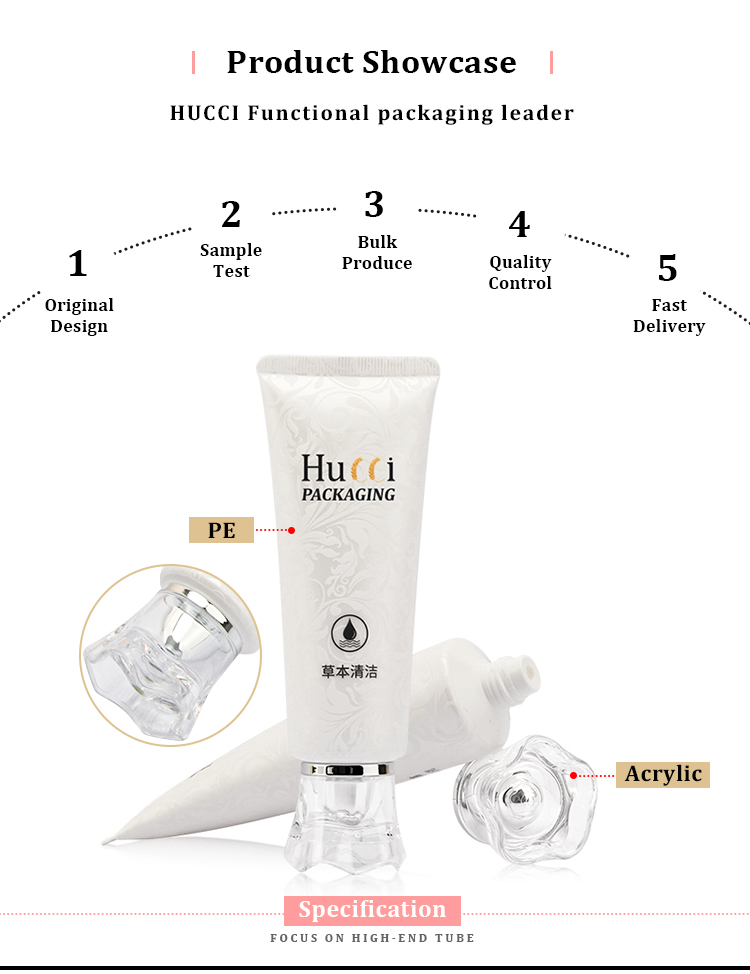 Product Showcase
HUCCI Functional packaging leader
1
Original
Design
2
Sample
Test
3
Bulk
Produce
4
Quality
Control
5
Fast
Delivery
Hucci
PACKAGING
PE
草本清洁
Acrylic
Specification
FOCUS ON HIGH-END TUBE